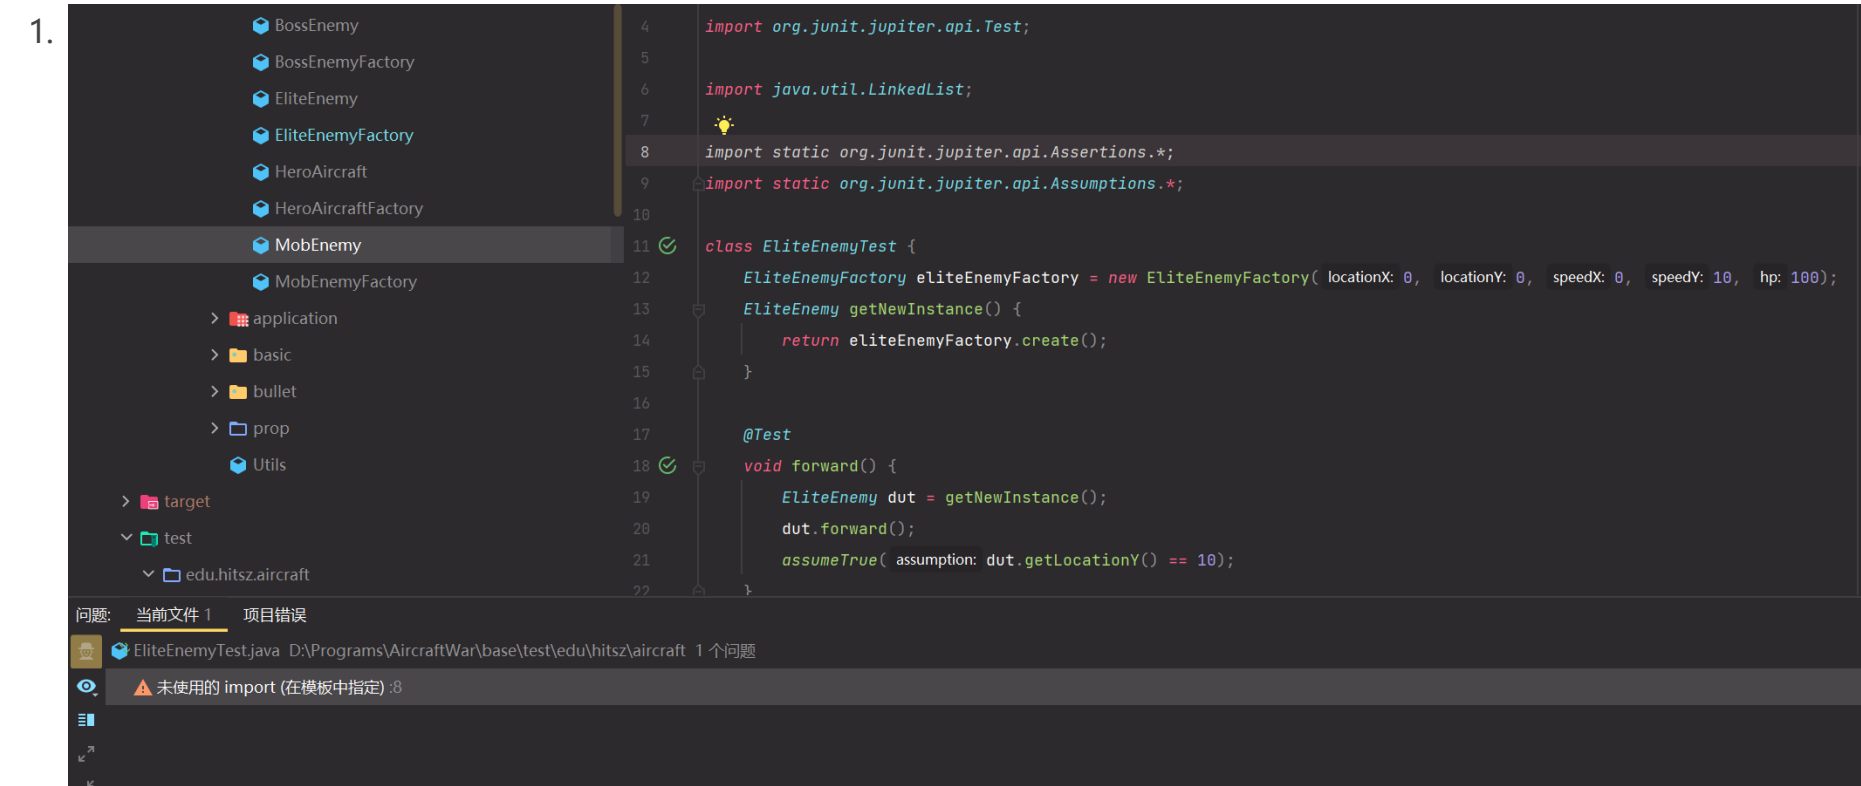 1.
BossEnemy
BossEnemyFactory
EliteEnemy
EliteEnemyFactory
HeroAircraft
HeroAircraftFactory
MobEnemy
MobEnemyFactory
application
basic
bullet
prop
Utils
target
test
edu.hitsz.aircraft
4 import org.junit.jupiter.api.Test;
5
6 import java.util.LinkedList;
7
8 import static org.junit.jupiter.api.Assertions.*;
9 import static org.junit.jupiter.api.Assumptions.*;
10
11 class EliteEnemyTest {
12 EliteEnemyFactory eliteEnemyFactory = new EliteEnemyFactory( locationX: 0, locationY: 0, speedX: 0, speedY: 10, hp: 100);
13 EliteEnemy getNewInstance() {
14 return eliteEnemyFactory.create();
15 }
16
17 @Test
18 void forward() {
19 EliteEnemy dut = getNewInstance();
20 dut.forward();
21 assumeTrue( assumption: dut.getLocationY() == 10);
22 }
问题: 当前文件 1 项目错误
EliteEnemyTest.java D:\Programs\AircraftWar\base\test\edu\hitsz\aircraft 1 个问题
未使用的 import (在模板中指定) :8